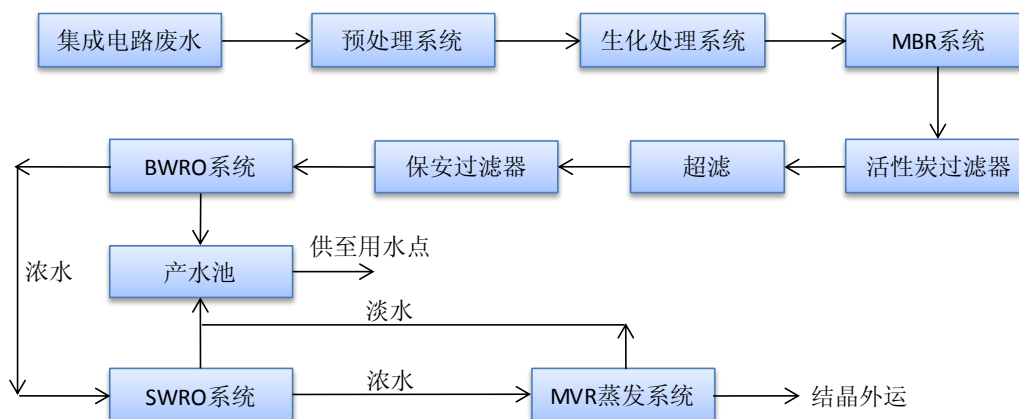 集成电路废水
预处理系统
生化处理系统
MBR系统
BWRO系统
保安过滤器
超滤
活性炭过滤器
供至用水点
浓水
产水池
淡水
SWRO系统
浓水
MVR蒸发系统
结晶外运